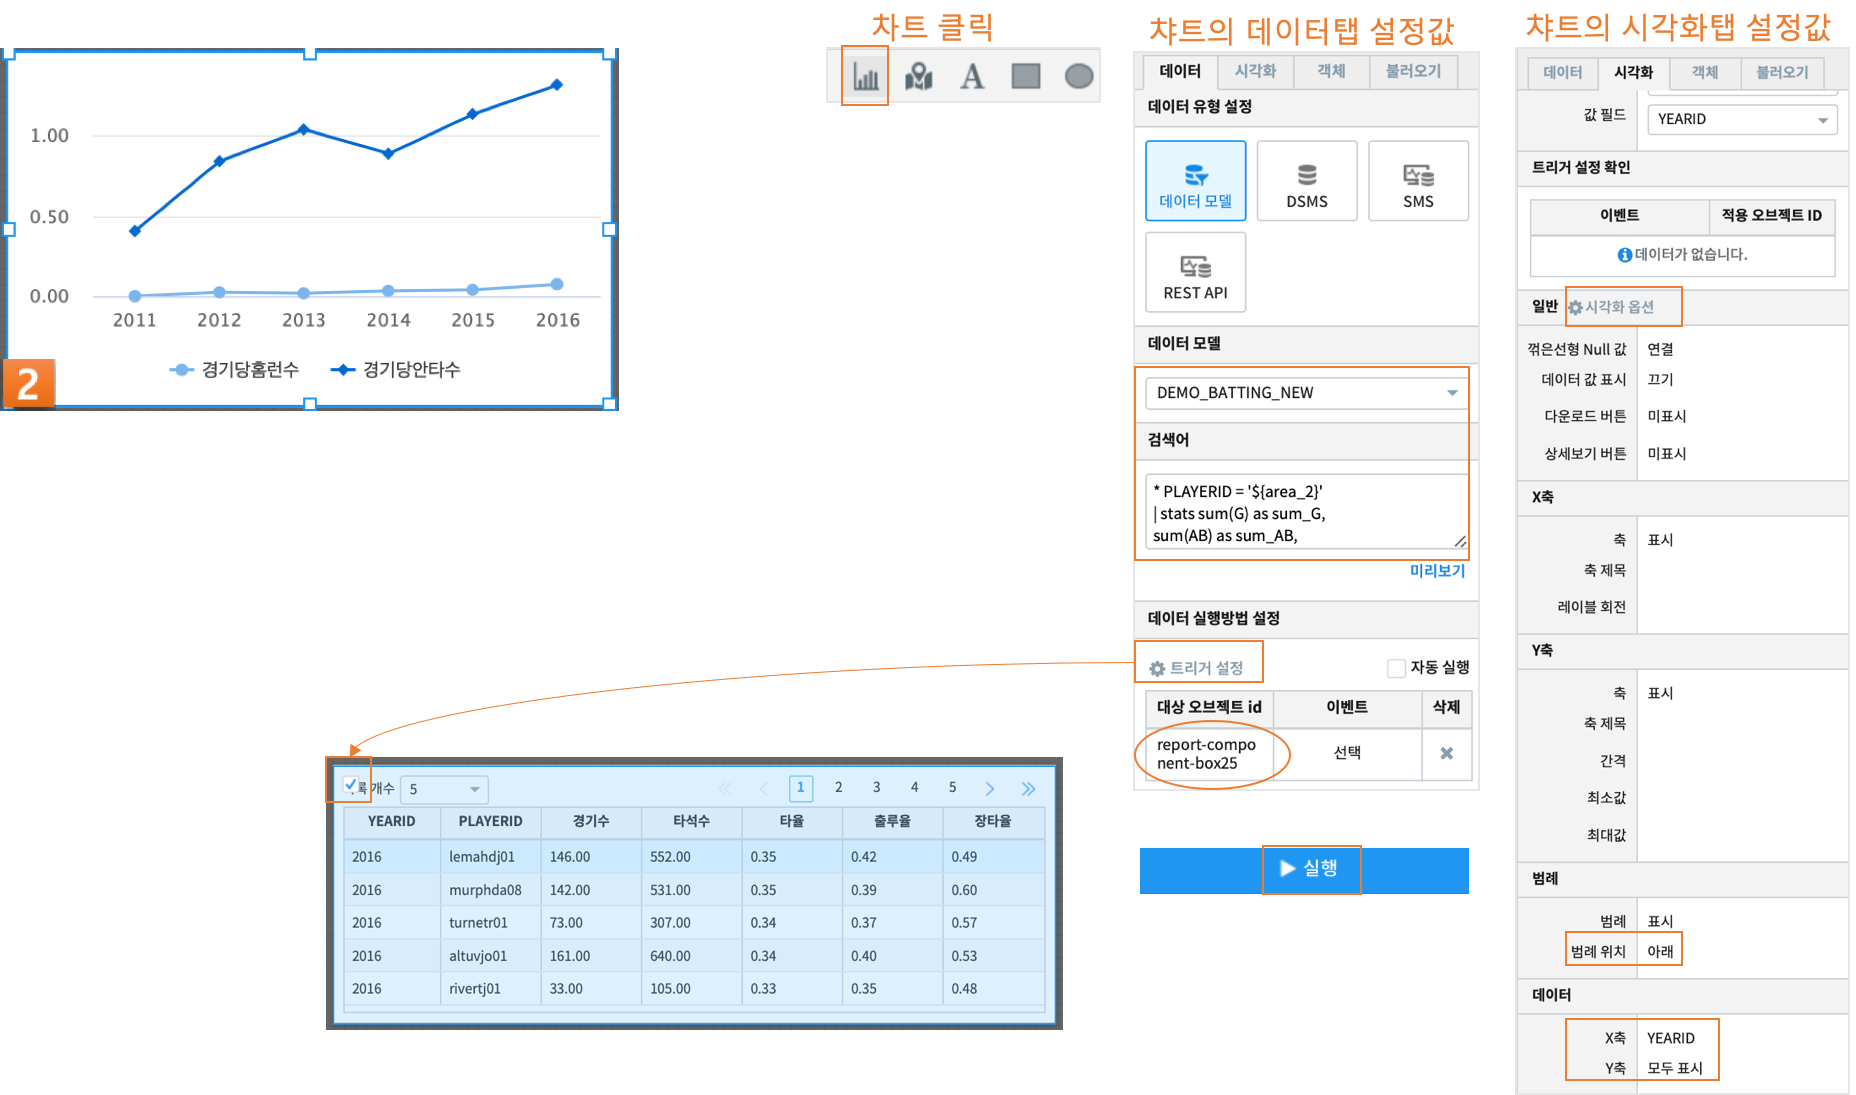 차트 클릭
챠트의 데이터탭 설정값
챠트의 시각화탭 설정값
1.00
0.50
0.00
2011 2012 2013 2014 2015 2016
경기당홈런수 경기당안타수
2
A
데이터 시각화 객체 불러오기
데이터 유형 설정
데이터 모델 DSMS SMS
REST API
데이터 모델
DEMO_BATTING_NEW
검색어
* PLAYERID = '${area_2}'
| stats sum(G) as sum_G,
sum(AB) as sum_AB,
미리보기
데이터 실행방법 설정
트리거 설정 자동 실행
대상 오브젝트 id 이벤트 삭제
report-compo
nent-box25
선택
실행
개수 5 1 2 3 4 5
YEARID PLAYERID 경기수 타석수 타율 출루율 장타율
2016 lemahdj01 146.00 552.00 0.35 0.42 0.49
2016 murphda08 142.00 531.00 0.35 0.39 0.60
2016 turnetr01 73.00 307.00 0.34 0.37 0.57
2016 altuvjo01 161.00 640.00 0.34 0.40 0.53
2016 rivertj01 33.00 105.00 0.33 0.35 0.48
데이터 시각화 객체 불러오기
값 필드 YEARID
트리거 설정 확인
이벤트 적용 오브젝트 ID
데이터가 없습니다.
일반 시각화 옵션
꺾은선형 Null 값 연결
데이터 값 표시 끄기
다운로드 버튼 미표시
상세보기 버튼 미표시
X축
축 표시
축 제목
레이블 회전
Y축
축 표시
축 제목
간격
최소값
최대값
범례
범례 표시
범례 위치 아래
데이터
X축 YEARID
Y축 모두 표시